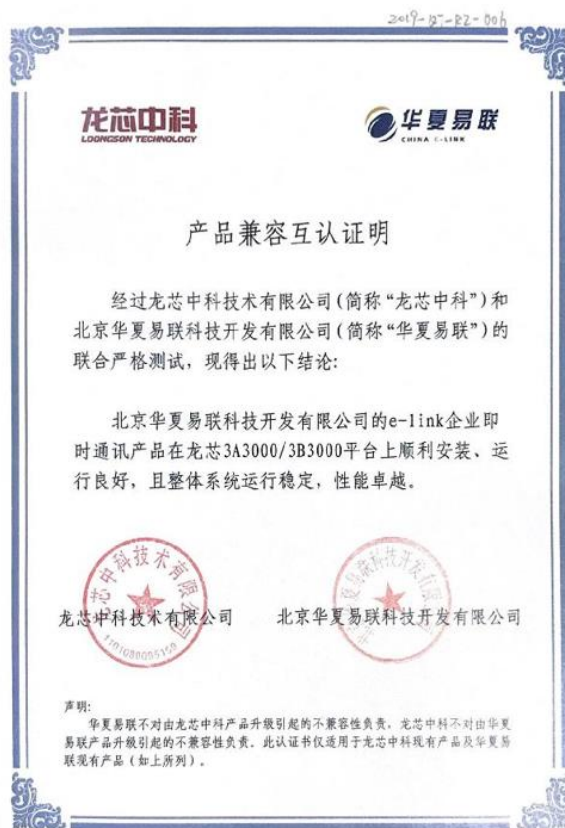 龙芯中科
LOONGSON TECHNOLOGY
华夏易联
CHINA E-LINK
产品兼容互认证明
经过龙芯中科技术有限公司(简称“龙芯中科”)和
北京华夏易联科技开发有限公司(简称“华夏易联”)的
联合严格测试，现得出以下结论:
北京华夏易联科技开发有限公司的e-link企业即
时通讯产品在龙芯3A3000/3B3000平台上顺利安装、运
行良好，且整体系统运行稳定，性能卓越。
龙芯中科技术有限公司
龙芯中科技术有限公司
北京华夏易联科技开发有限公司
声明:
华夏易联不对由龙芯中科产品升级引起的不兼容性负责，龙芯中科不对由华夏
易联产品升级引起的不兼容性负责。此认证书仅适用于龙芯中科现有产品及华夏易
联现有产品（如上所列）。